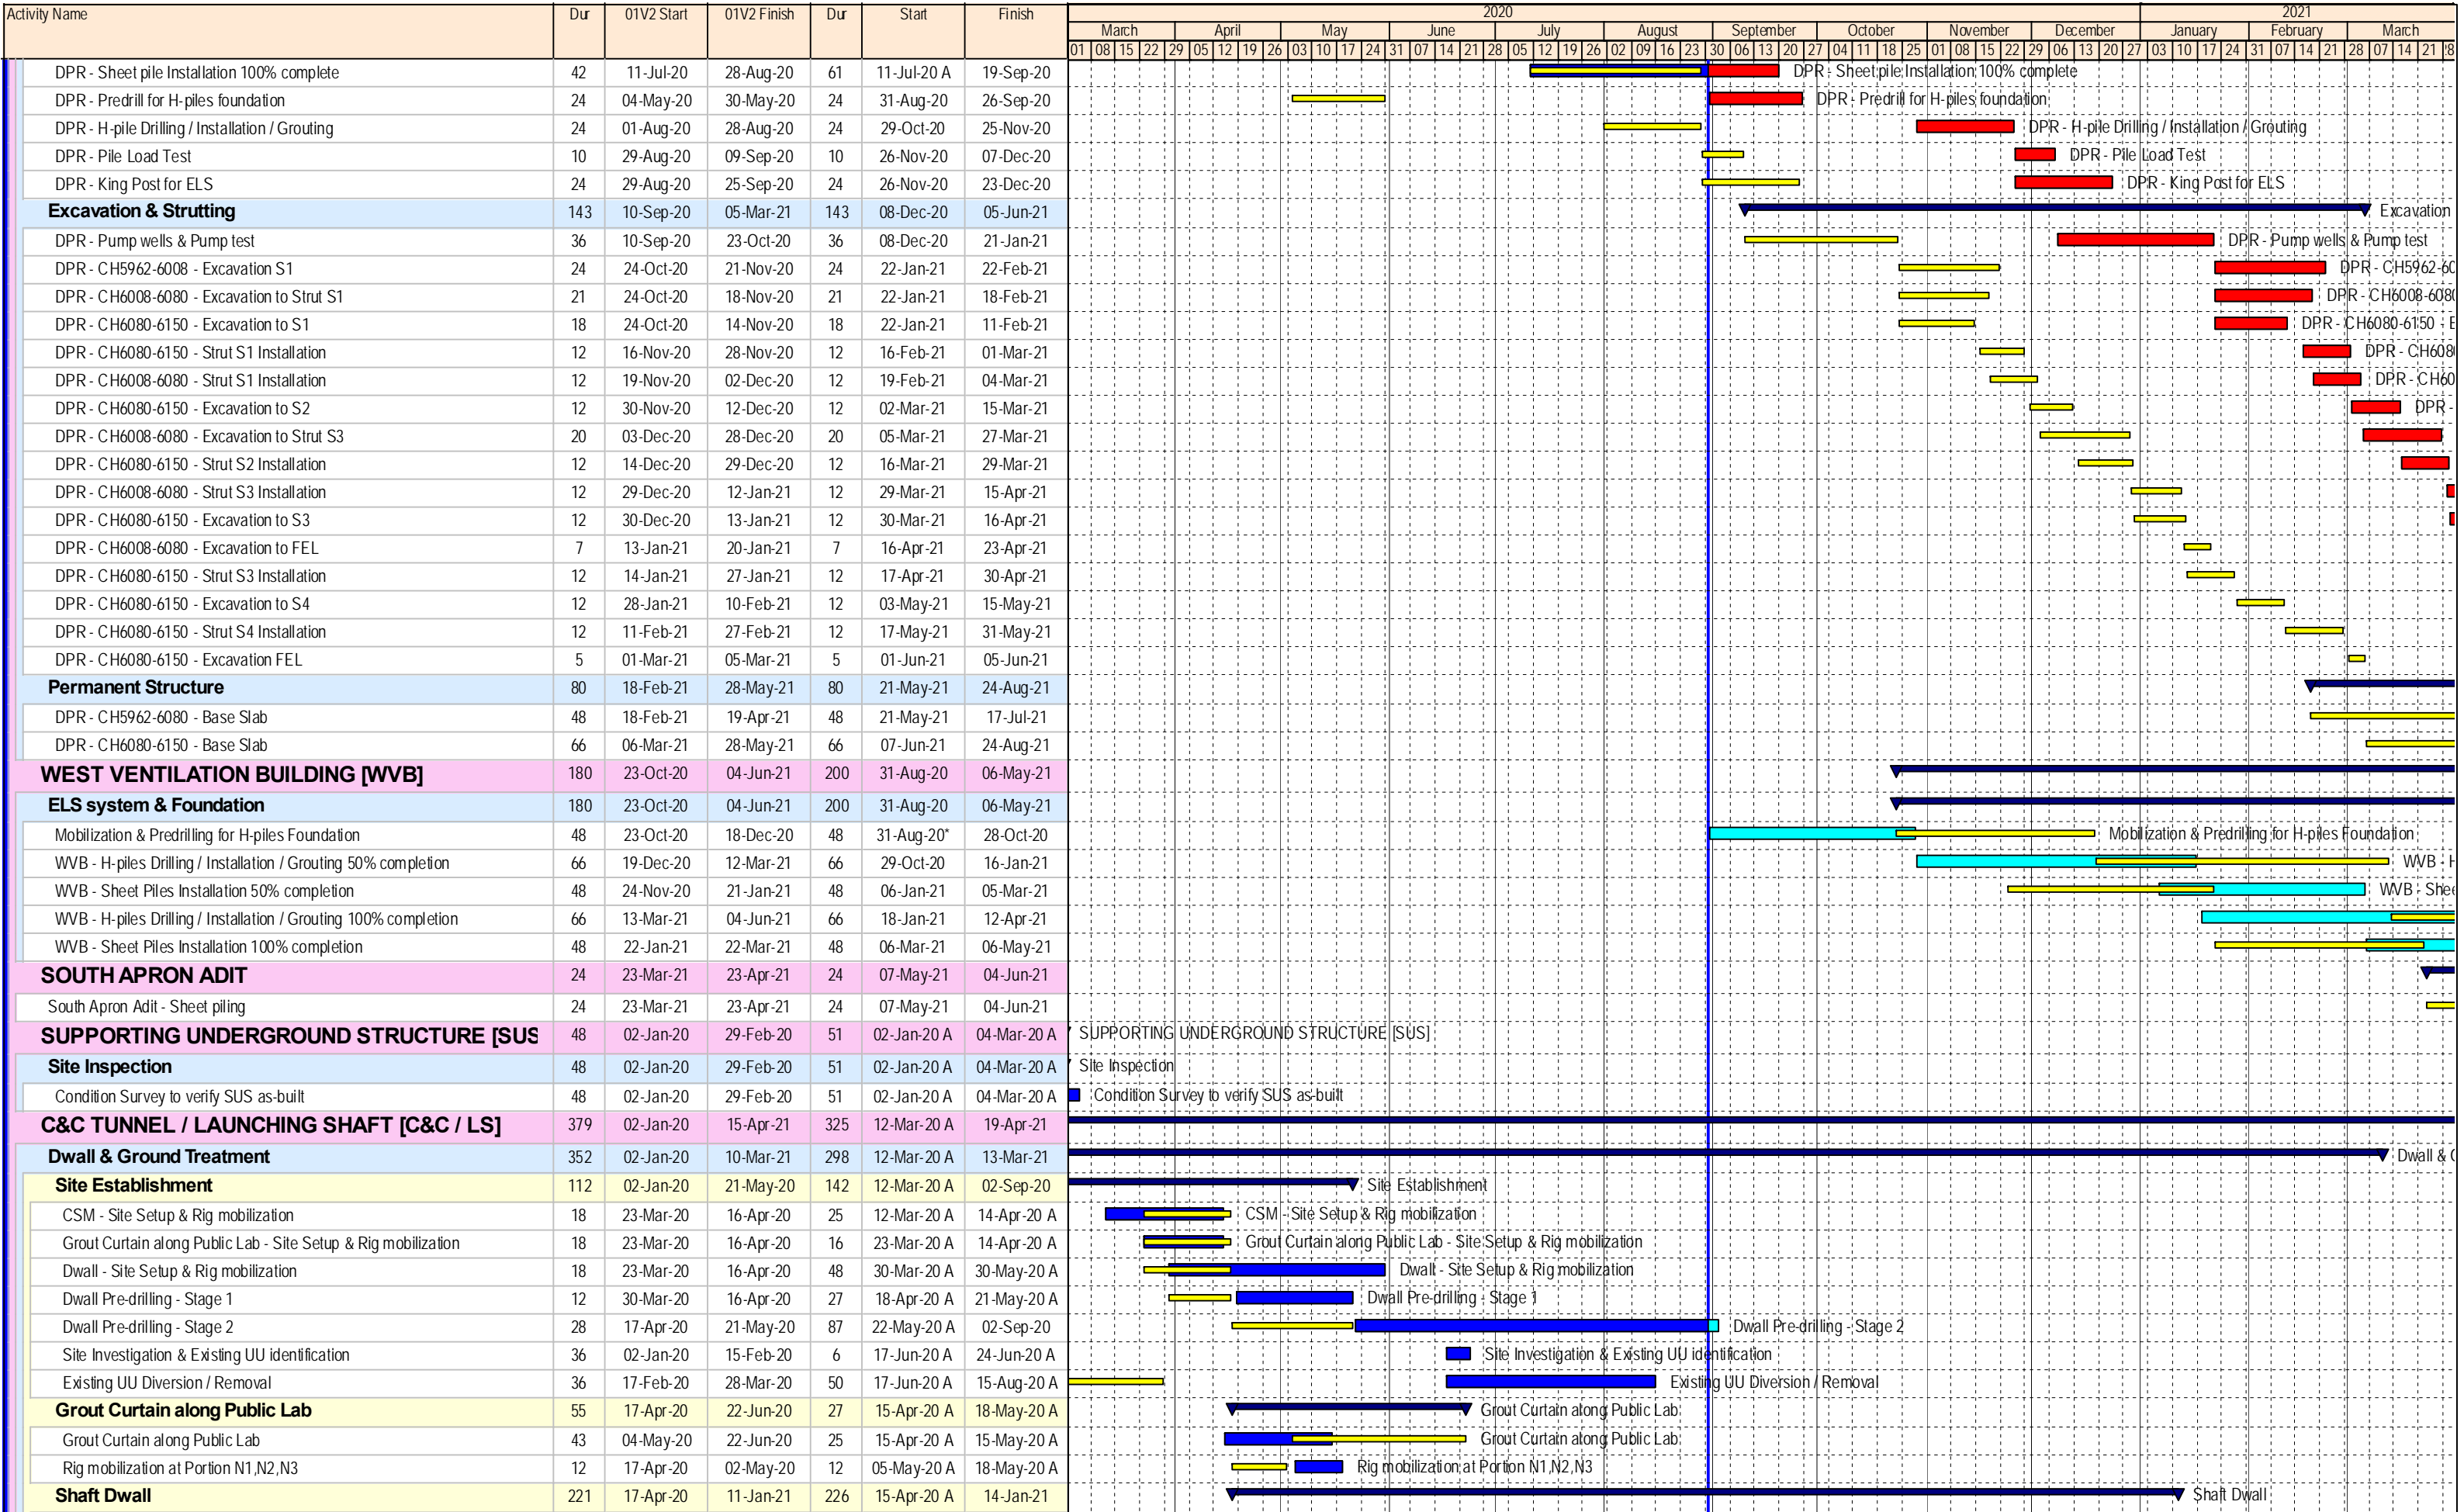 Activity Name Dur 01V2 Start 01V2 Finish Dur Start Finish 2020 2021
March April May June July August September October November December January February March
01 08 15 22 29 05 12 19 26 03 10 17 24 31 07 14 21 28 05 12 19 26 02 09 16 23 30 06 13 20 27 04 11 18 25 01 08 15 22 29 06 13 20 27 03 10 17 24 31 07 14 21 28 07 14 21 28
DPR - Sheet pile Installation 100% complete 42 11-Jul-20 28-Aug-20 61 11-Jul-20 A 19-Sep-20 DPR - Sheet pile Installation 100% complete
DPR - Predrill for H-piles foundation 24 04-May-20 30-May-20 24 31-Aug-20 26-Sep-20 DPR - Predrill for H-piles foundation
DPR - H-pile Drilling / Installation / Grouting 24 01-Aug-20 28-Aug-20 24 29-Oct-20 25-Nov-20 DPR - H-pile Drilling / Installation / Grouting
DPR - Pile Load Test 10 29-Aug-20 09-Sep-20 10 26-Nov-20 07-Dec-20 DPR - Pile Load Test
DPR - King Post for ELS 24 29-Aug-20 25-Sep-20 24 26-Nov-20 23-Dec-20 DPR - King Post for ELS
Excavation & Strutting 143 10-Sep-20 05-Mar-21 143 08-Dec-20 05-Jun-21 Excavation
DPR - Pump wells & Pump test 36 10-Sep-20 23-Oct-20 36 08-Dec-20 21-Jan-21 DPR - Pump wells & Pump test
DPR - CH5962-6008 - Excavation S1 24 24-Oct-20 21-Nov-20 24 22-Jan-21 22-Feb-21 DPR - CH5962-60
DPR - CH6008-6080 - Excavation to Strut S1 21 24-Oct-20 18-Nov-20 21 22-Jan-21 18-Feb-21 DPR - CH6008-6080
DPR - CH6080-6150 - Excavation to S1 18 24-Oct-20 14-Nov-20 18 22-Jan-21 11-Feb-21 DPR - CH6080-6150 - E
DPR - CH6080-6150 - Strut S1 Installation 12 16-Nov-20 28-Nov-20 12 16-Feb-21 01-Mar-21 DPR - CH608
DPR - CH6008-6080 - Strut S1 Installation 12 19-Nov-20 02-Dec-20 12 19-Feb-21 04-Mar-21 DPR - CH60
DPR - CH6080-6150 - Excavation to S2 12 30-Nov-20 12-Dec-20 12 02-Mar-21 15-Mar-21 DPR -
DPR - CH6008-6080 - Excavation to Strut S3 20 03-Dec-20 28-Dec-20 20 05-Mar-21 27-Mar-21
DPR - CH6080-6150 - Strut S2 Installation 12 14-Dec-20 29-Dec-20 12 16-Mar-21 29-Mar-21
DPR - CH6008-6080 - Strut S3 Installation 12 29-Dec-20 12-Jan-21 12 29-Mar-21 15-Apr-21
DPR - CH6080-6150 - Excavation to S3 12 30-Dec-20 13-Jan-21 12 30-Mar-21 16-Apr-21
DPR - CH6008-6080 - Excavation to FEL 7 13-Jan-21 20-Jan-21 7 16-Apr-21 23-Apr-21
DPR - CH6080-6150 - Strut S3 Installation 12 14-Jan-21 27-Jan-21 12 17-Apr-21 30-Apr-21
DPR - CH6080-6150 - Excavation to S4 12 28-Jan-21 10-Feb-21 12 03-May-21 15-May-21
DPR - CH6080-6150 - Strut S4 Installation 12 11-Feb-21 27-Feb-21 12 17-May-21 31-May-21
DPR - CH6080-6150 - Excavation FEL 5 01-Mar-21 05-Mar-21 5 01-Jun-21 05-Jun-21
Permanent Structure 80 18-Feb-21 28-May-21 80 21-May-21 24-Aug-21
DPR - CH5962-6080 - Base Slab 48 18-Feb-21 19-Apr-21 48 21-May-21 17-Jul-21
DPR - CH6080-6150 - Base Slab 66 06-Mar-21 28-May-21 66 07-Jun-21 24-Aug-21
WEST VENTILATION BUILDING [WVB] 180 23-Oct-20 04-Jun-21 200 31-Aug-20 06-May-21
ELS system & Foundation 180 23-Oct-20 04-Jun-21 200 31-Aug-20 06-May-21
Mobilization & Predrilling for H-piles Foundation 48 23-Oct-20 18-Dec-20 48 31-Aug-20* 28-Oct-20 Mobilization & Predrilling for H-piles Foundation
WVB - H-piles Drilling / Installation / Grouting 50% completion 66 19-Dec-20 12-Mar-21 66 29-Oct-20 16-Jan-21 WVB - H
WVB - Sheet Piles Installation 50% completion 48 24-Nov-20 21-Jan-21 48 06-Jan-21 05-Mar-21 WVB - Shee
WVB - H-piles Drilling / Installation / Grouting 100% completion 66 13-Mar-21 04-Jun-21 66 18-Jan-21 12-Apr-21
WVB - Sheet Piles Installation 100% completion 48 22-Jan-21 22-Mar-21 48 06-Mar-21 06-May-21
SOUTH APRON ADIT 24 23-Mar-21 23-Apr-21 24 07-May-21 04-Jun-21
South Apron Adit - Sheet piling 24 23-Mar-21 23-Apr-21 24 07-May-21 04-Jun-21
SUPPORTING UNDERGROUND STRUCTURE [SUS 48 02-Jan-20 29-Feb-20 51 02-Jan-20 A 04-Mar-20 A SUPPORTING UNDERGROUND STRUCTURE [SUS]
Site Inspection 48 02-Jan-20 29-Feb-20 51 02-Jan-20 A 04-Mar-20 A Site Inspection
Condition Survey to verify SUS as-built 48 02-Jan-20 29-Feb-20 51 02-Jan-20 A 04-Mar-20 A Condition Survey to verify SUS as-built
C&C TUNNEL / LAUNCHING SHAFT [C&C / LS] 379 02-Jan-20 15-Apr-21 325 12-Mar-20 A 19-Apr-21
Dwall & Ground Treatment 352 02-Jan-20 10-Mar-21 298 12-Mar-20 A 13-Mar-21 Dwall & G
Site Establishment 112 02-Jan-20 21-May-20 142 12-Mar-20 A 02-Sep-20 Site Establishment
CSM - Site Setup & Rig mobilization 18 23-Mar-20 16-Apr-20 25 12-Mar-20 A 14-Apr-20 A CSM - Site Setup & Rig mobilization
Grout Curtain along Public Lab - Site Setup & Rig mobilization 18 23-Mar-20 16-Apr-20 16 23-Mar-20 A 14-Apr-20 A Grout Curtain along Public Lab - Site Setup & Rig mobilization
Dwall - Site Setup & Rig mobilization 18 23-Mar-20 16-Apr-20 48 30-Mar-20 A 30-May-20 A Dwall - Site Setup & Rig mobilization
Dwall Pre-drilling - Stage 1 12 30-Mar-20 16-Apr-20 27 18-Apr-20 A 21-May-20 A Dwall Pre-drilling - Stage 1
Dwall Pre-drilling - Stage 2 28 17-Apr-20 21-May-20 87 22-May-20 A 02-Sep-20 Dwall Pre-drilling - Stage 2
Site Investigation & Existing UU identification 36 02-Jan-20 15-Feb-20 6 17-Jun-20 A 24-Jun-20 A Site Investigation & Existing UU identification
Existing UU Diversion / Removal 36 17-Feb-20 28-Mar-20 50 17-Jun-20 A 15-Aug-20 A Existing UU Diversion / Removal
Grout Curtain along Public Lab 55 17-Apr-20 22-Jun-20 27 15-Apr-20 A 18-May-20 A Grout Curtain along Public Lab
Grout Curtain along Public Lab 43 04-May-20 22-Jun-20 25 15-Apr-20 A 15-May-20 A Grout Curtain along Public Lab
Rig mobilization at Portion N1,N2,N3 12 17-Apr-20 02-May-20 12 05-May-20 A 18-May-20 A Rig mobilization at Portion N1,N2,N3
Shaft Dwall 221 17-Apr-20 11-Jan-21 226 15-Apr-20 A 14-Jan-21 Shaft Dwall